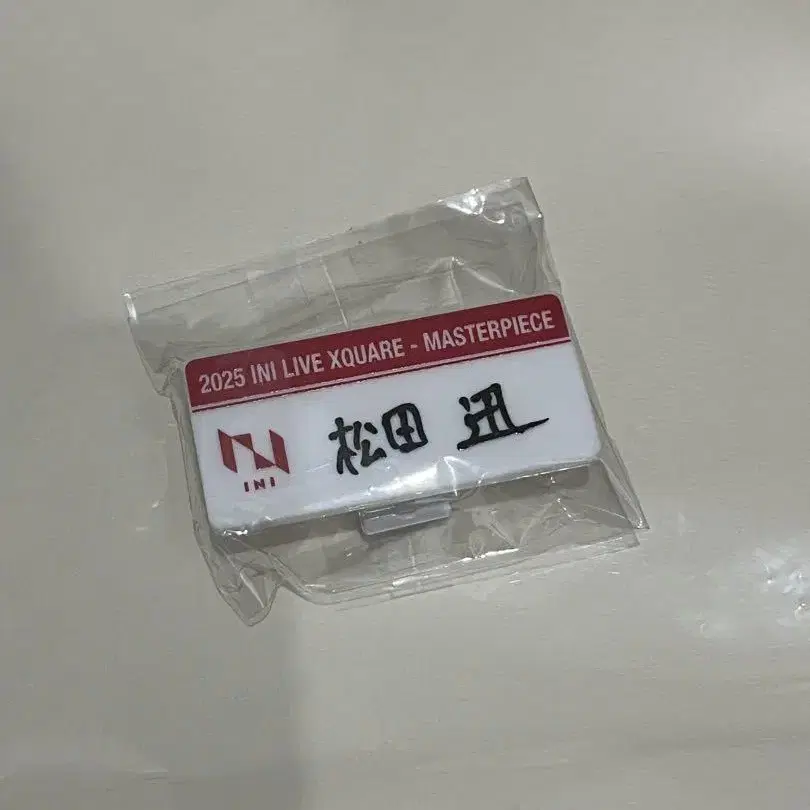 2025 INI LIVE XQUARE - MASTERPIECE
松田 迅
INI